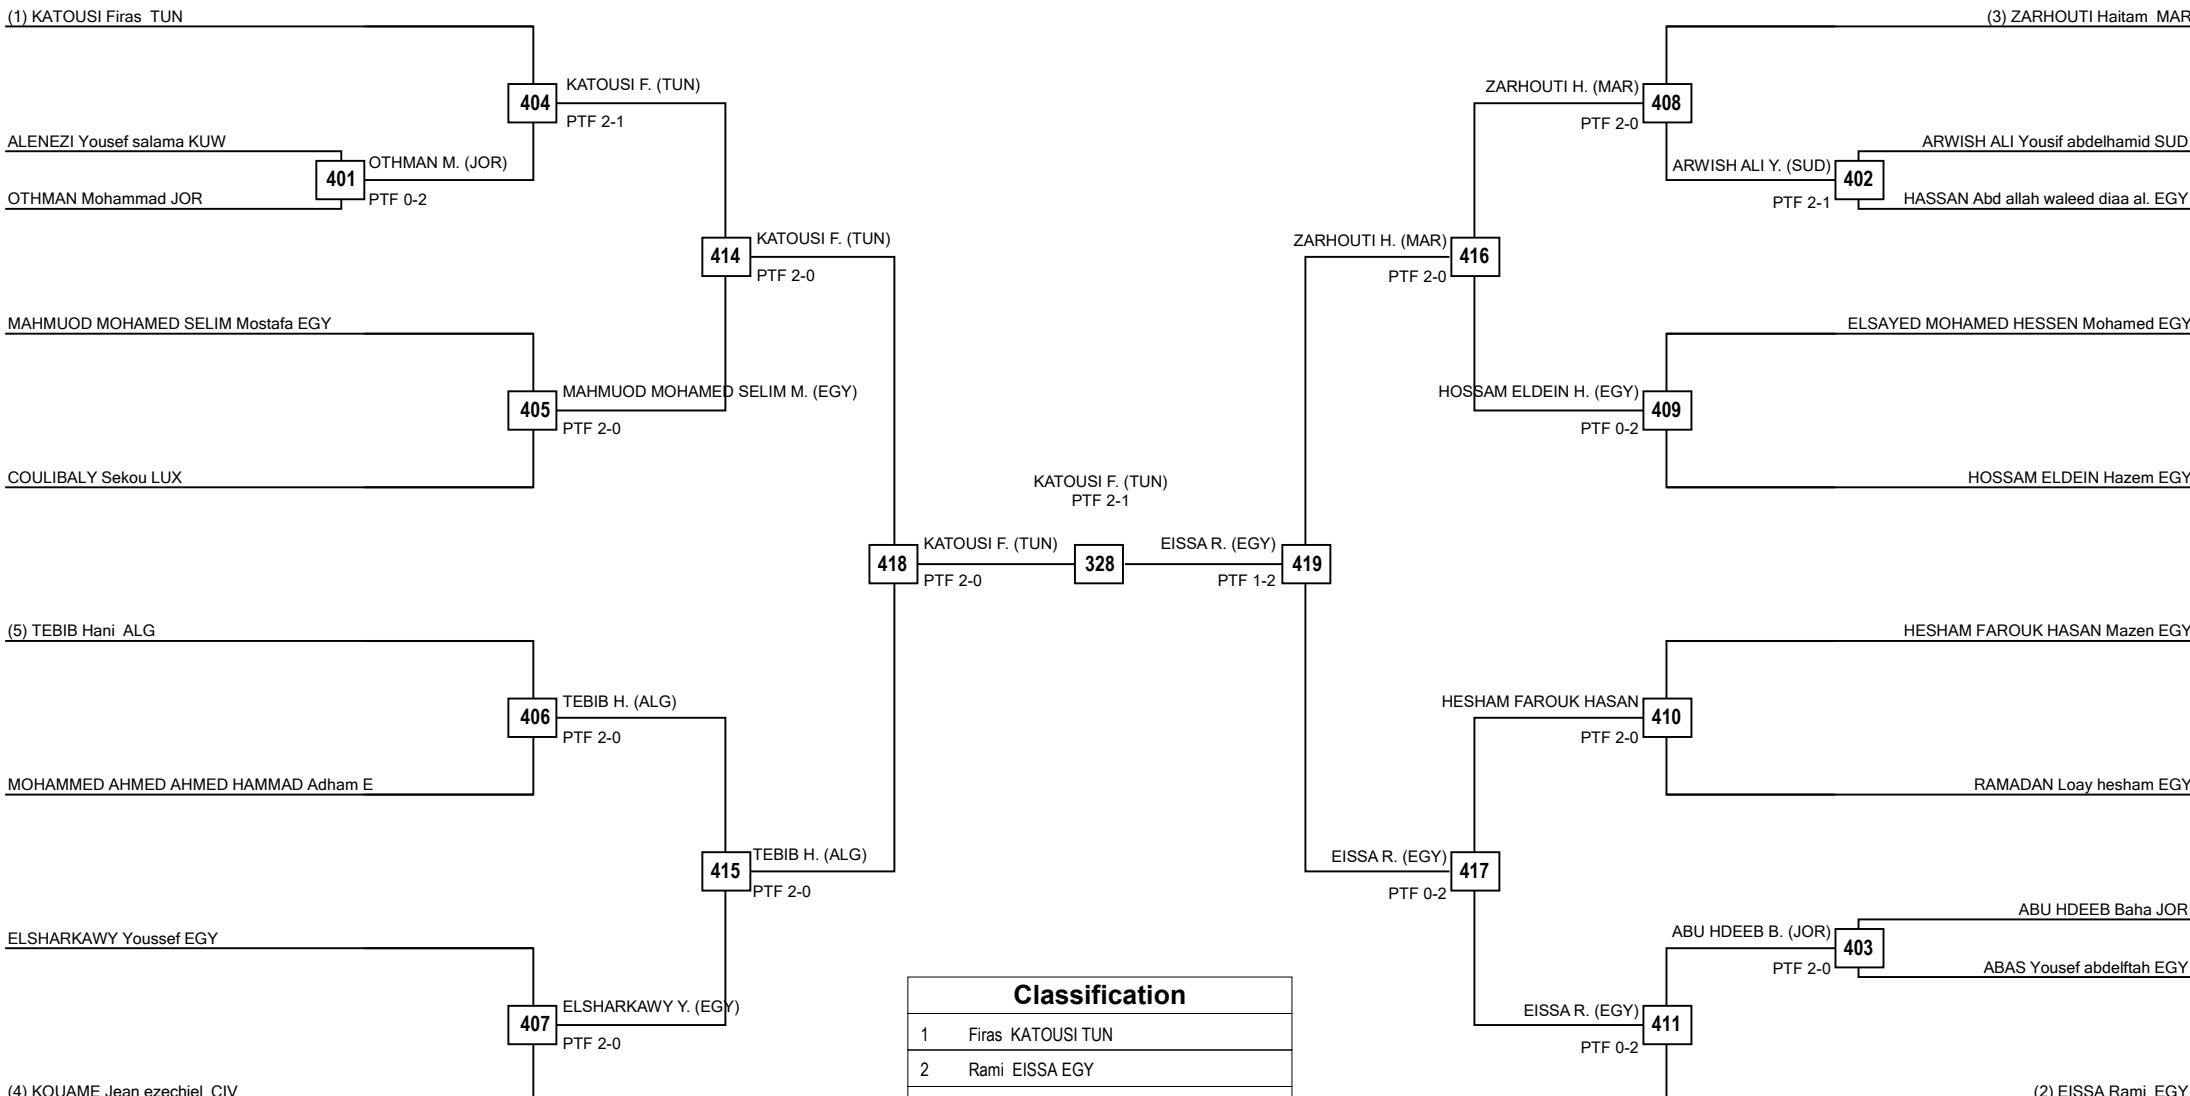 (1) KATOUSI Firas  TUN
(3) ZARHOUTI Haitam  MAR
KATOUSI F. (TUN)
404
PTF 2-1
ZARHOUTI H. (MAR)
408
PTF 2-0
ALENEZI Yousef salama KUW
401
OTHMAN M. (JOR)
PTF 0-2
OTHMAN Mohammad JOR
ARWISH ALI Yousif abdelhamid SUD
ARWISH ALI Y. (SUD)
402
PTF 2-1
HASSAN Abd allah waleed diaa al. EGY
KATOUSI F. (TUN)
414
PTF 2-0
ZARHOUTI H. (MAR)
416
PTF 2-0
MAHMUOD MOHAMED SELIM Mostafa EGY
ELSAYED MOHAMED HESSEN Mohamed EGY
MAHMUOD MOHAMED SELIM M. (EGY)
405
PTF 2-0
HOSSAM ELDEIN H. (EGY)
409
PTF 0-2
COULIBALY Sekou LUX
HOSSAM ELDEIN Hazem EGY
KATOUSI F. (TUN)
PTF 2-1
418
KATOUSI F. (TUN)
PTF 2-0
328
EISSA R. (EGY)
PTF 1-2
419
(5) TEBIB Hani  ALG
HESHAM FAROUK HASAN Mazen EGY
TEBIB H. (ALG)
406
PTF 2-0
HESHAM FAROUK HASAN
410
PTF 2-0
MOHAMMED AHMED AHMED HAMMAD Adham E
RAMADAN Loay hesham EGY
TEBIB H. (ALG)
415
PTF 2-0
EISSA R. (EGY)
417
PTF 0-2
ELSHARKAWY Youssef EGY
ABU HDEEB Baha JOR
ABU HDEEB B. (JOR)
403
PTF 2-0
ABAS Yousef abdelftah EGY
ELSHARKAWY Y. (EGY)
407
PTF 2-0
EISSA R. (EGY)
411
PTF 0-2
Classification
1 Firas  KATOUSI TUN
2 Rami  EISSA EGY
(4) KOUAME Jean ezechiel  CIV
(2) EISSA Rami  EGY